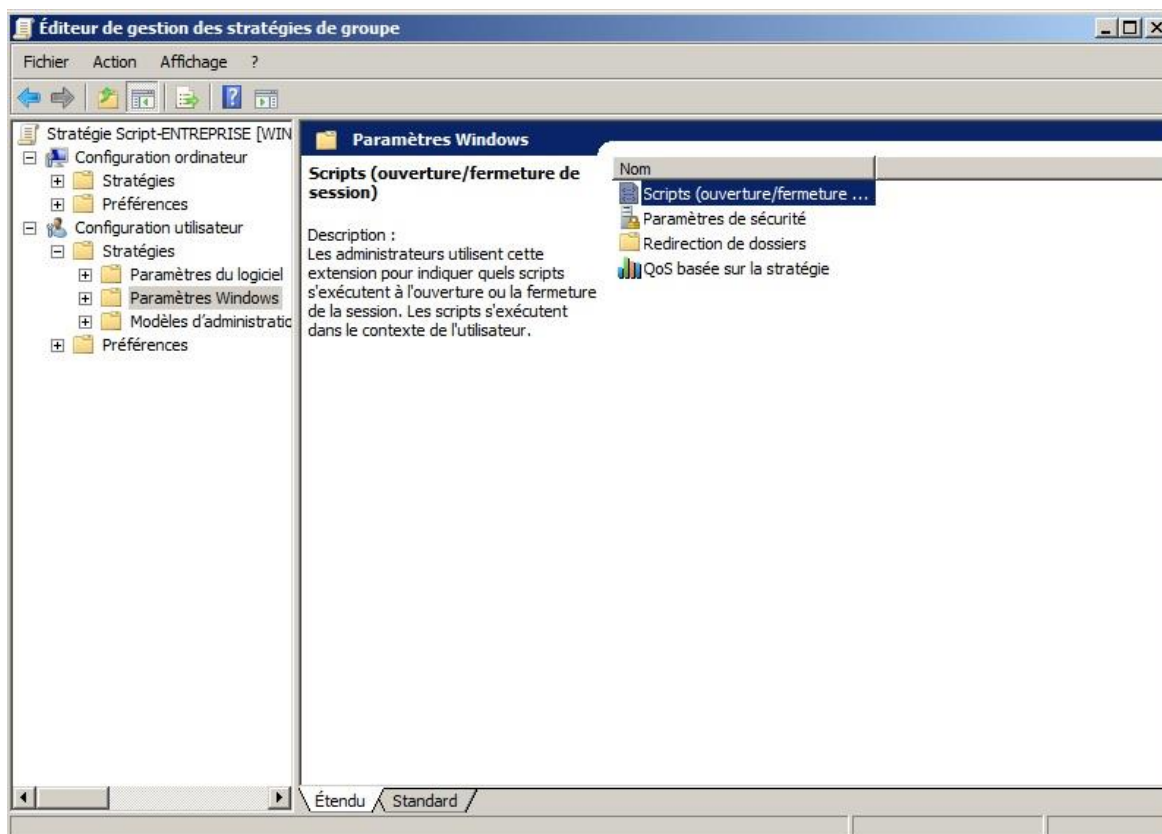 Éditeur de gestion des stratégies de groupe
Fichier Action Affichage ?
Stratégie Script-ENTREPRISE [WIN
Configuration ordinateur
Stratégies
Préférences
Configuration utilisateur
Stratégies
Paramètres du logiciel
Paramètres Windows
Modèles d'administratic
Préférences
Paramètres Windows
Scripts (ouverture/fermeture de
session)
Description :
Les administrateurs utilisent cette
extension pour indiquer quels scripts
s'exécutent à l'ouverture ou la fermeture
de la session. Les scripts s'exécutent
dans le contexte de l'utilisateur.
Nom
Scripts (ouverture/fermeture ...
Paramètres de sécurité
Redirection de dossiers
QoS basée sur la stratégie
Étendu Standard